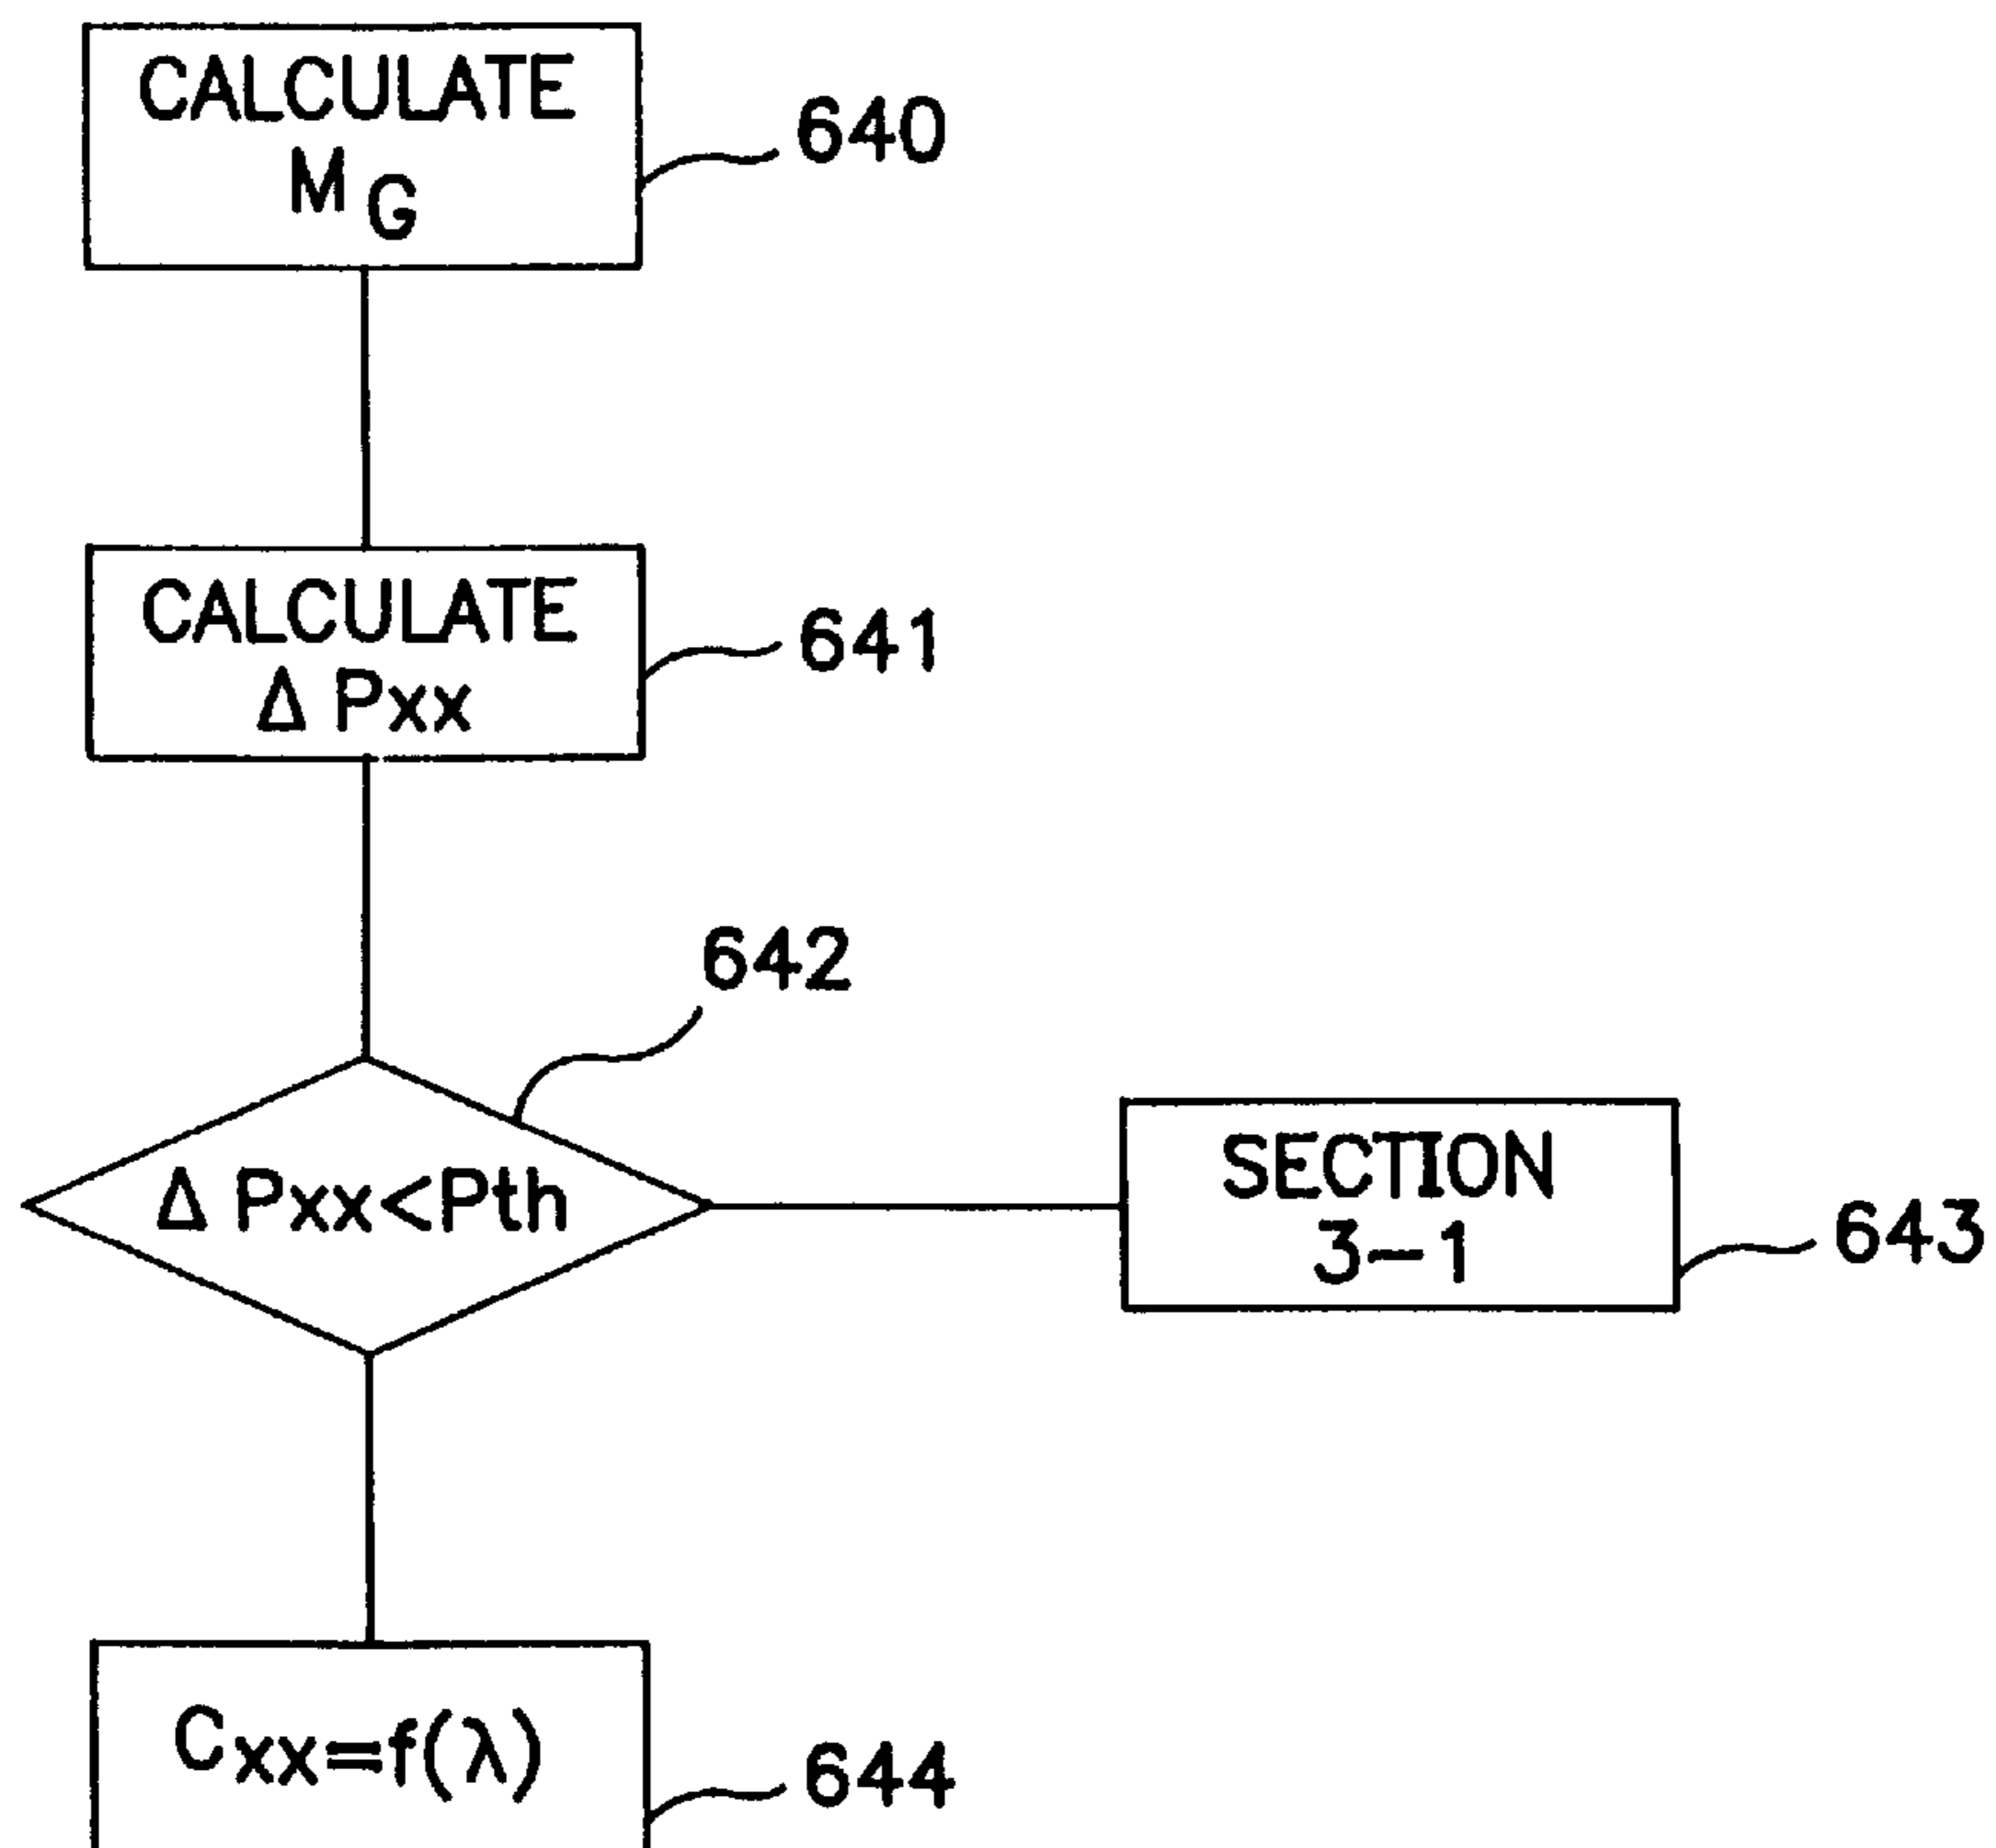 CALCULATE
M G
640
CALCULATE
Δ Pxx
641
642
Δ Pxx<Pth
SECTION
3-1
643
Cxx=f(λ)
644